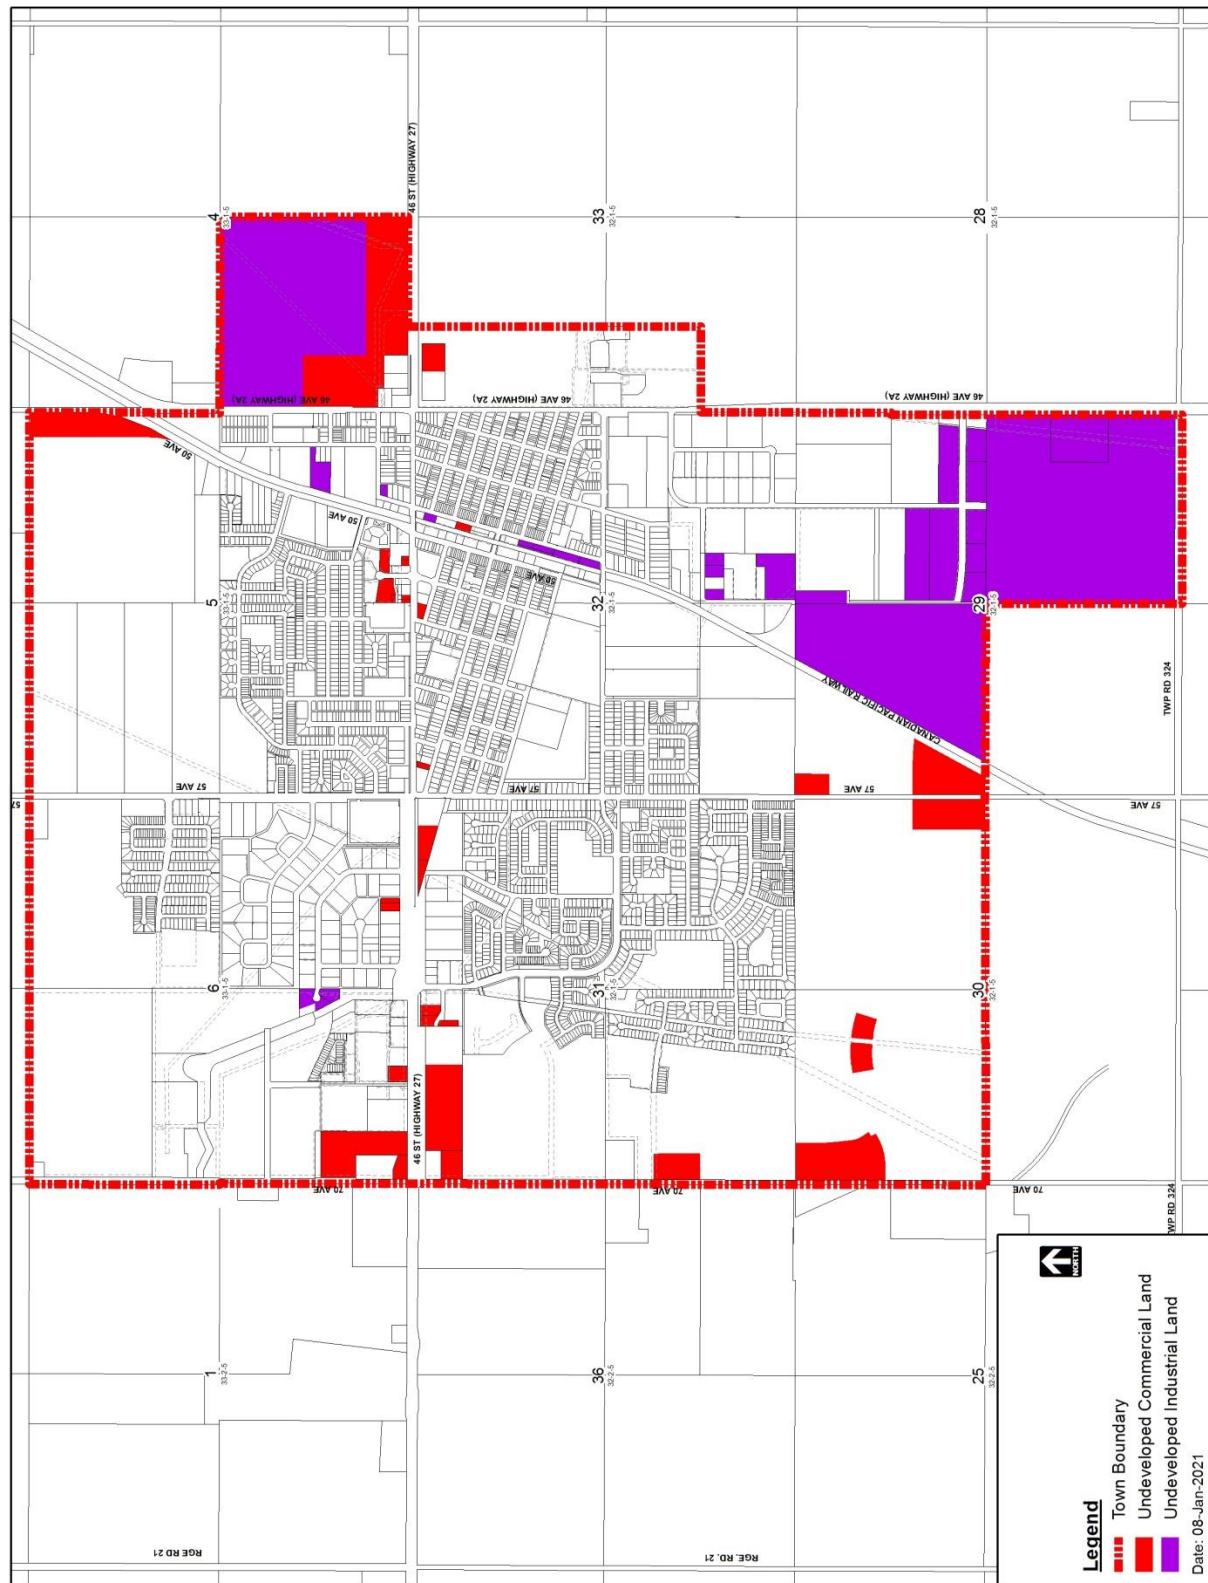 4
33-1-5
46 ST (HIGHWAY 27)
33
32-1-5
28
32-1-5
46 AVE (HIGHWAY 2A)
46 AVE (HIGHWAY 2A)
46 AVE (HIGHWAY 2A)
50 AVE
50 AVE
50 AVE
5
33-1-5
32
32-1-5
29
32-1-5
CANADIAN PACIFIC RAILWAY
TWP RD 324
57
57 AVE
57 AVE
57 AVE
57 AVE
6
33-1-5
31
32-1-5
30
32-1-5
46 ST (HIGHWAY 27)
70 AVE
70 AVE
70 AVE
WP RD 324
1
33-2-5
36
32-2-5
25
32-2-5
RGE RD 21
RGE. RD. 21
NORTH
Legend
Town Boundary
Undeveloped Commercial Land
Undeveloped Industrial Land
Date: 08-Jan-2021